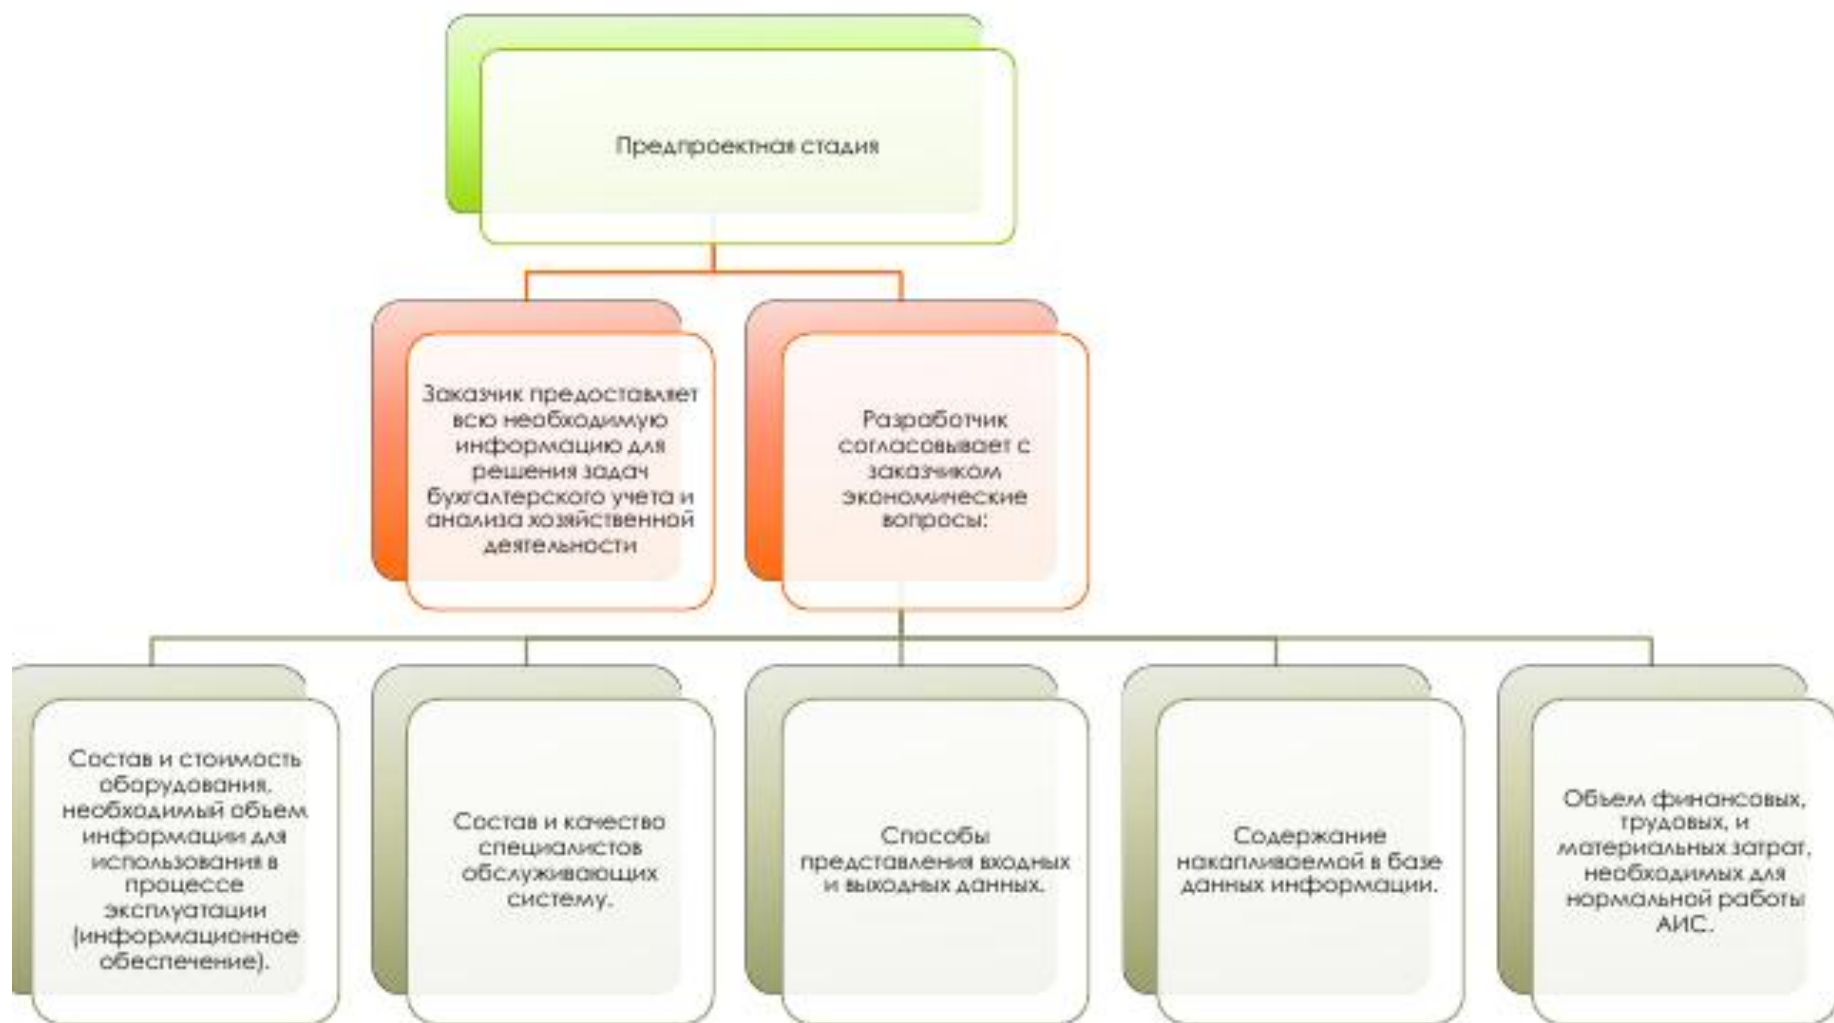 Предпроектная стадия
Заказчик предоставляет
всю необходимую
информацию для
решения задач
бухгалтерского учета и
анализа хозяйственной
деятельности
Разработчик
согласовывает с
заказчиком
экономические
вопросы:
Состав и стоимость
оборудования,
необходимый объем
информации для
использования в
процессе
эксплуатации
(информационное
обеспечение).
Состав и качество
специалистов
обслуживающих
систему.
Способы
представления входных
и выходных данных.
Содержание
накапливаемой в базе
данных информации.
Объем финансовых,
трудовых, и
материальных затрат,
необходимых для
нормальной работы
АИС.